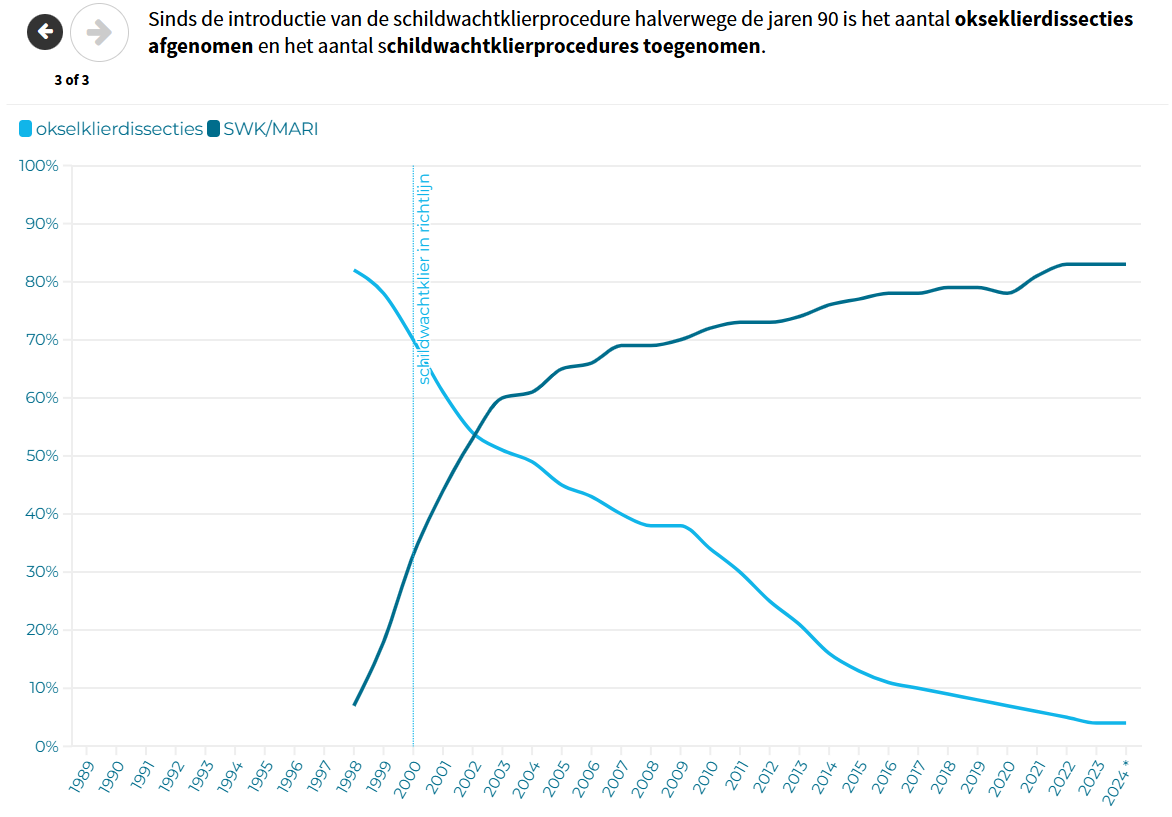 Sinds de introductie van de schildwachtklierprocedure halverwege de jaren 90 is het aantal okseklierdissecties
afgenomen en het aantal schildwachtklierprocedures toegenomen.
3 of 3
okselklierdissecties SWK/MARI
100%
90%
80%
70%
60%
50%
40%
30%
20%
10%
0%
schildwachtklier in richtlijn
1989 1990 1991 1992 1993 1994 1995 1996 1997 1998 1999 2000 2001 2002 2003 2004 2005 2006 2007 2008 2009 2010 2011 2012 2013 2014 2015 2016 2017 2018 2019 2020 2021 2022 2023 2024 *